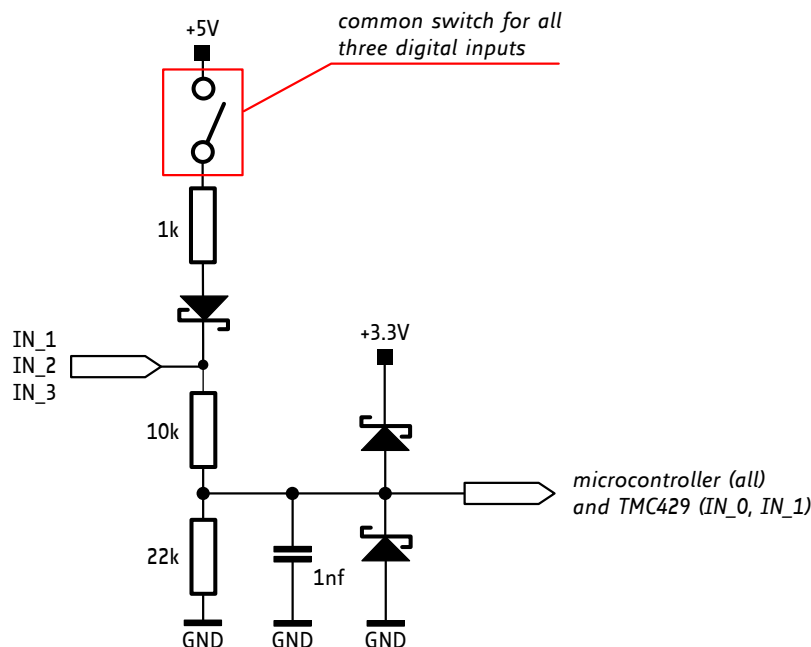 common switch for all
three digital inputs
+5V
1k
IN_1
IN_2
IN_3
+3.3V
10k
microcontroller (all)
and TMC429 (IN_0, IN_1)
22k
1nf
GND
GND
GND